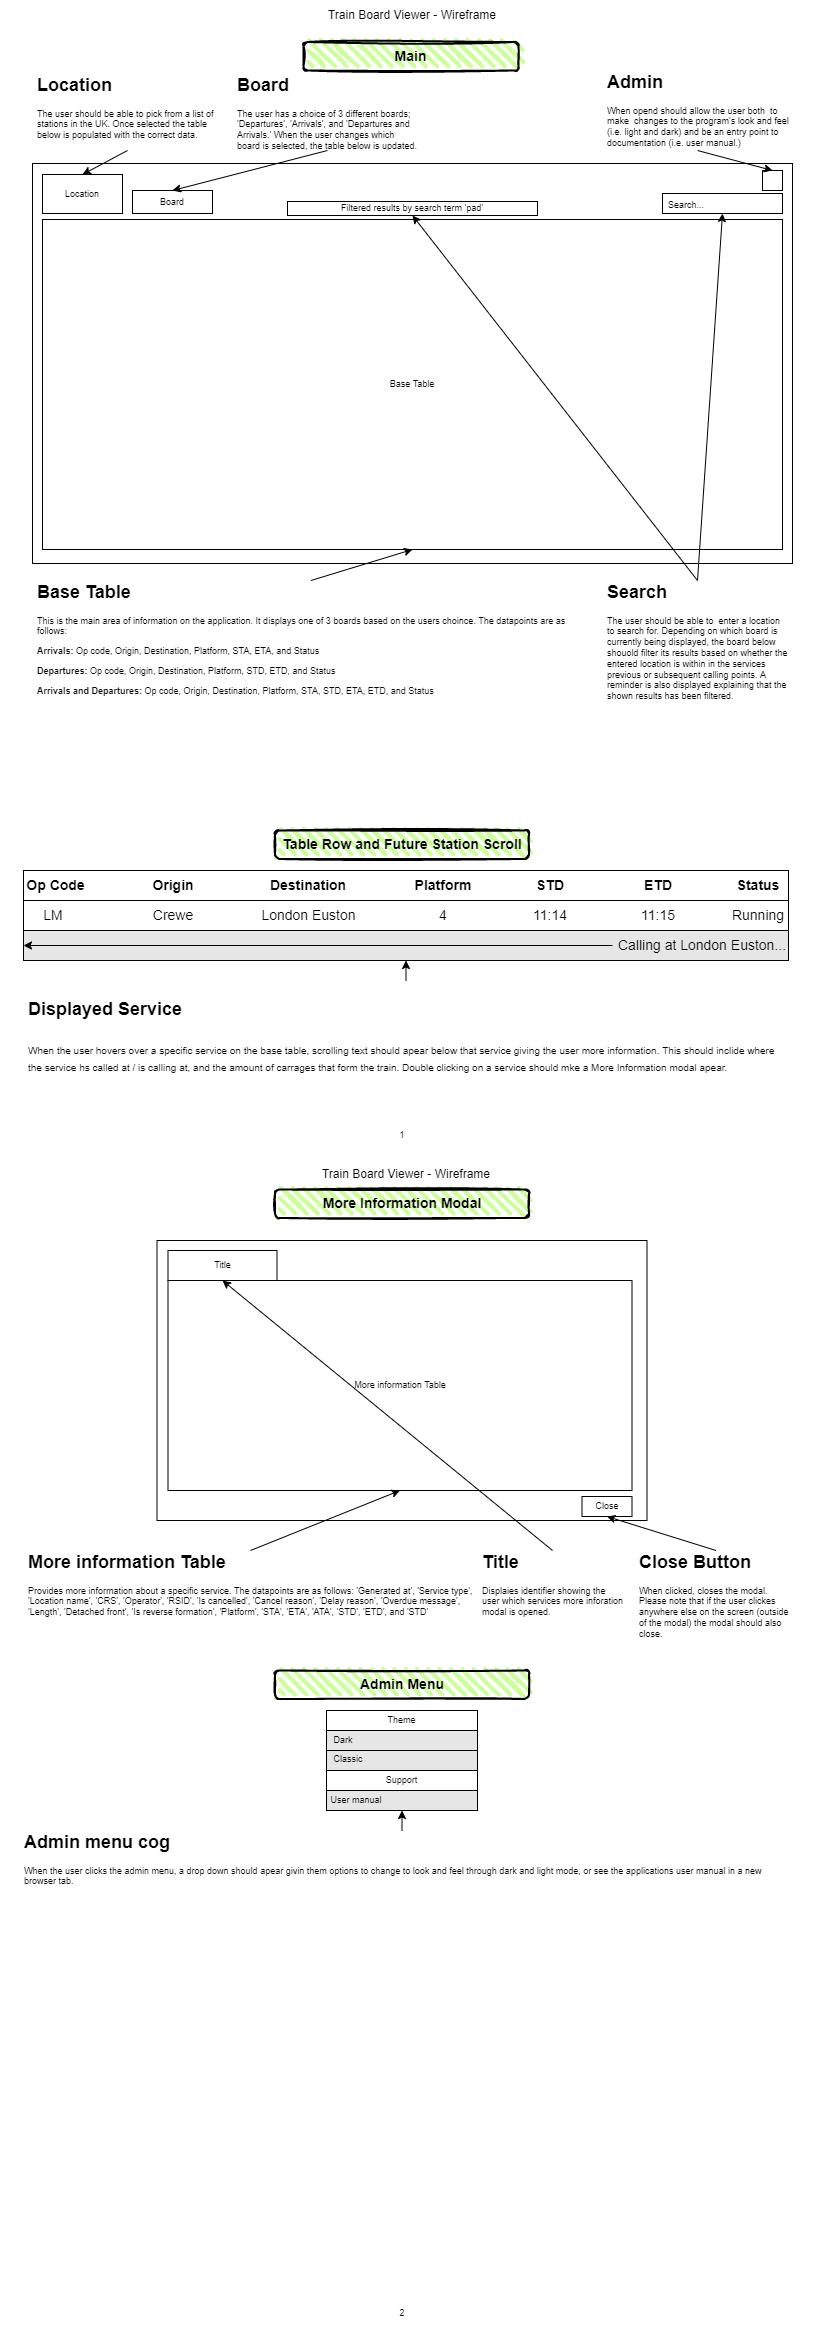 Train Board Viewer - Wireframe
Main
Location
The user should be able to pick from a list of
stations in the UK. Once selected the table
below is populated with the correct data.
Board
The user has a choice of 3 different boards;
'Departures', 'Arrivals', and 'Departures and
Arrivals.' When the user changes which
board is selected, the table below is updated.
Admin
When opend should allow the user both to
make changes to the program's look and feel
(i.e. light and dark) and be an entry point to
documentation (i.e. user manual.)
Location
Board
Filtered results by search term 'pad'
Search...
Base Table
Base Table
This is the main area of information on the application. It displays one of 3 boards based on the users choince. The datapoints are as
follows:
Arrivals: Op code, Origin, Destination, Platform, STA, ETA, and Status
Departures: Op code, Origin, Destination, Platform, STD, ETD, and Status
Arrivals and Departures: Op code, Origin, Destination, Platform, STA, STD, ETA, ETD, and Status
Search
The user should be able to enter a location
to search for. Depending on which board is
currently being displayed, the board below
shouold filter its results based on whether the
entered location is within in the services
previous or subsequent calling points. A
reminder is also displayed explaining that the
shown results has been filtered.
Table Row and Future Station Scroll
Op Code Origin Destination Platform STD ETD Status
LM Crewe London Euston 4 11:14 11:15 Running
Calling at London Euston...
Displayed Service
When the user hovers over a specific service on the base table, scrolling text should apear below that service giving the user more information. This should inclide where
the service hs called at / is calling at, and the amount of carrages that form the train. Double clicking on a service should mke a More Information modal apear.
1
Train Board Viewer - Wireframe
More Information Modal
Title
More information Table
Close
More information Table
Provides more information about a specific service. The datapoints are as follows: 'Generated at', 'Service type',
'Location name', 'CRS', 'Operator', 'RSID', 'Is cancelled', 'Cancel reason', 'Delay reason', 'Overdue message',
'Length', 'Detached front', 'Is reverse formation', 'Platform', 'STA', 'ETA', 'ATA', 'STD', 'ETD', and 'STD'
Title
Displaies identifier showing the
user which services more inforation
modal is opened.
Close Button
When clicked, closes the modal.
Please note that if the user clickes
anywhere else on the screen (outside
of the modal) the modal should also
close.
Admin Menu
Theme
Dark
Classic
Support
User manual
Admin menu cog
When the user clicks the admin menu, a drop down should apear givin them options to change to look and feel through dark and light mode, or see the applications user manual in a new
browser tab.
2